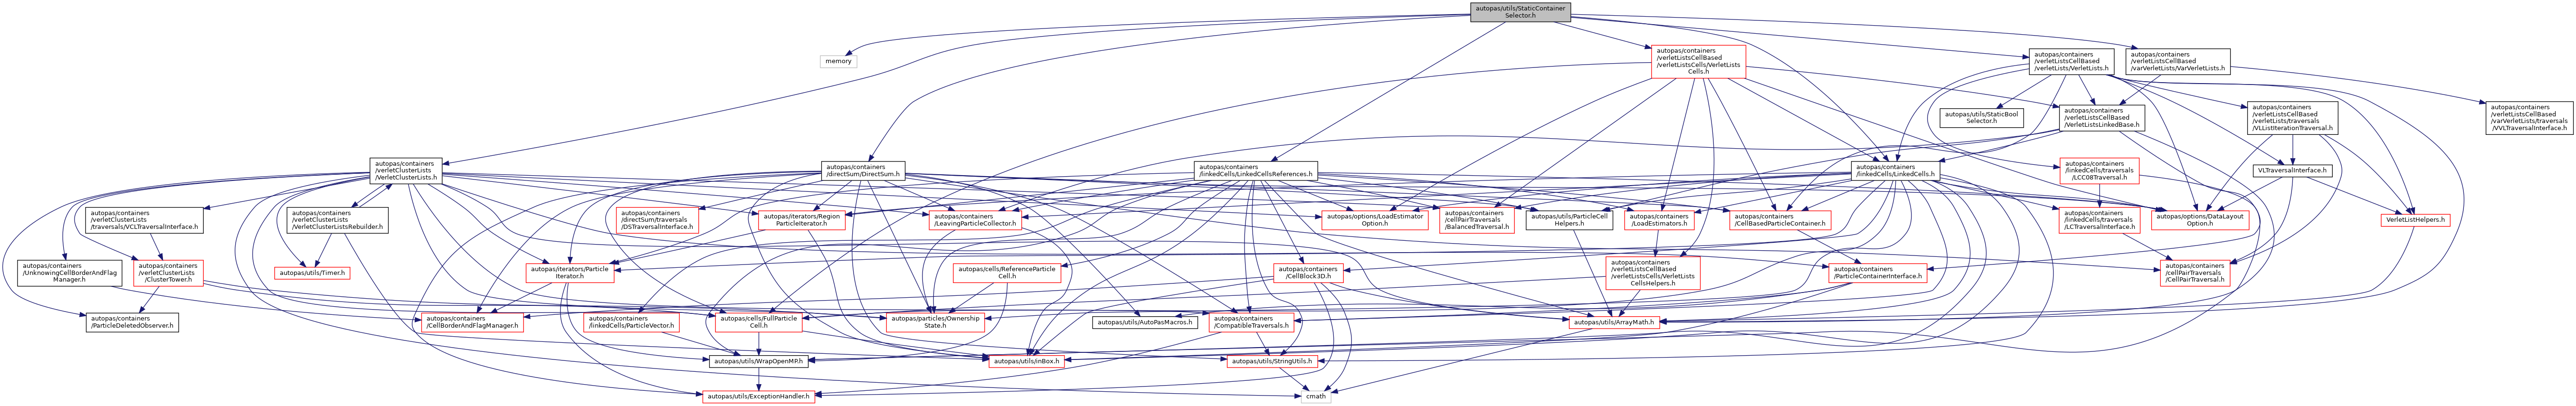 autopas/utils/StaticContainer
Selector.h
memory
autopas/containers
/verletListsCellBased
/verletListsCells/VerletLists
Cells.h
autopas/containers
/verletListsCellBased
/verletLists/VerletLists.h
autopas/containers
/verletListsCellBased
/varVerletLists/VarVerletLists.h
autopas/utils/StaticBool
Selector.h
autopas/containers
/verletListsCellBased
/VerletListsLinkedBase.h
autopas/containers
/verletListsCellBased
/verletLists/traversals
/VLListIterationTraversal.h
autopas/containers
/verletListsCellBased
/varVerletLists/traversals
/VVLTraversalInterface.h
autopas/containers
/verletClusterLists
/VerletClusterLists.h
autopas/containers
/directSum/DirectSum.h
autopas/containers
/linkedCells/LinkedCellsReferences.h
autopas/containers
/linkedCells/LinkedCells.h
autopas/containers
/linkedCells/traversals
/LCC08Traversal.h
VLTraversalInterface.h
autopas/containers
/verletClusterLists
/traversals/VCLTraversalInterface.h
autopas/containers
/verletClusterLists
/VerletClusterListsRebuilder.h
autopas/containers
/directSum/traversals
/DSTraversalInterface.h
autopas/iterators/Region
ParticleIterator.h
autopas/containers
/LeavingParticleCollector.h
autopas/options/LoadEstimator
Option.h
autopas/containers
/cellPairTraversals
/BalancedTraversal.h
autopas/utils/ParticleCell
Helpers.h
autopas/containers
/LoadEstimators.h
autopas/containers
/CellBasedParticleContainer.h
autopas/containers
/linkedCells/traversals
/LCTraversalInterface.h
autopas/options/DataLayout
Option.h
VerletListHelpers.h
autopas/containers
/UnknowingCellBorderAndFlag
Manager.h
autopas/containers
/verletClusterLists
/ClusterTower.h
autopas/utils/Timer.h
autopas/iterators/Particle
Iterator.h
autopas/cells/ReferenceParticle
Cell.h
autopas/containers
/CellBlock3D.h
autopas/containers
/verletListsCellBased
/verletListsCells/VerletLists
CellsHelpers.h
autopas/containers
/ParticleContainerInterface.h
autopas/containers
/cellPairTraversals
/CellPairTraversal.h
autopas/containers
/ParticleDeletedObserver.h
autopas/containers
/CellBorderAndFlagManager.h
autopas/containers
/linkedCells/ParticleVector.h
autopas/cells/FullParticle
Cell.h
autopas/particles/Ownership
State.h
autopas/utils/AutoPasMacros.h
autopas/containers
/CompatibleTraversals.h
autopas/utils/ArrayMath.h
autopas/utils/WrapOpenMP.h
autopas/utils/inBox.h
autopas/utils/StringUtils.h
autopas/utils/ExceptionHandler.h
cmath